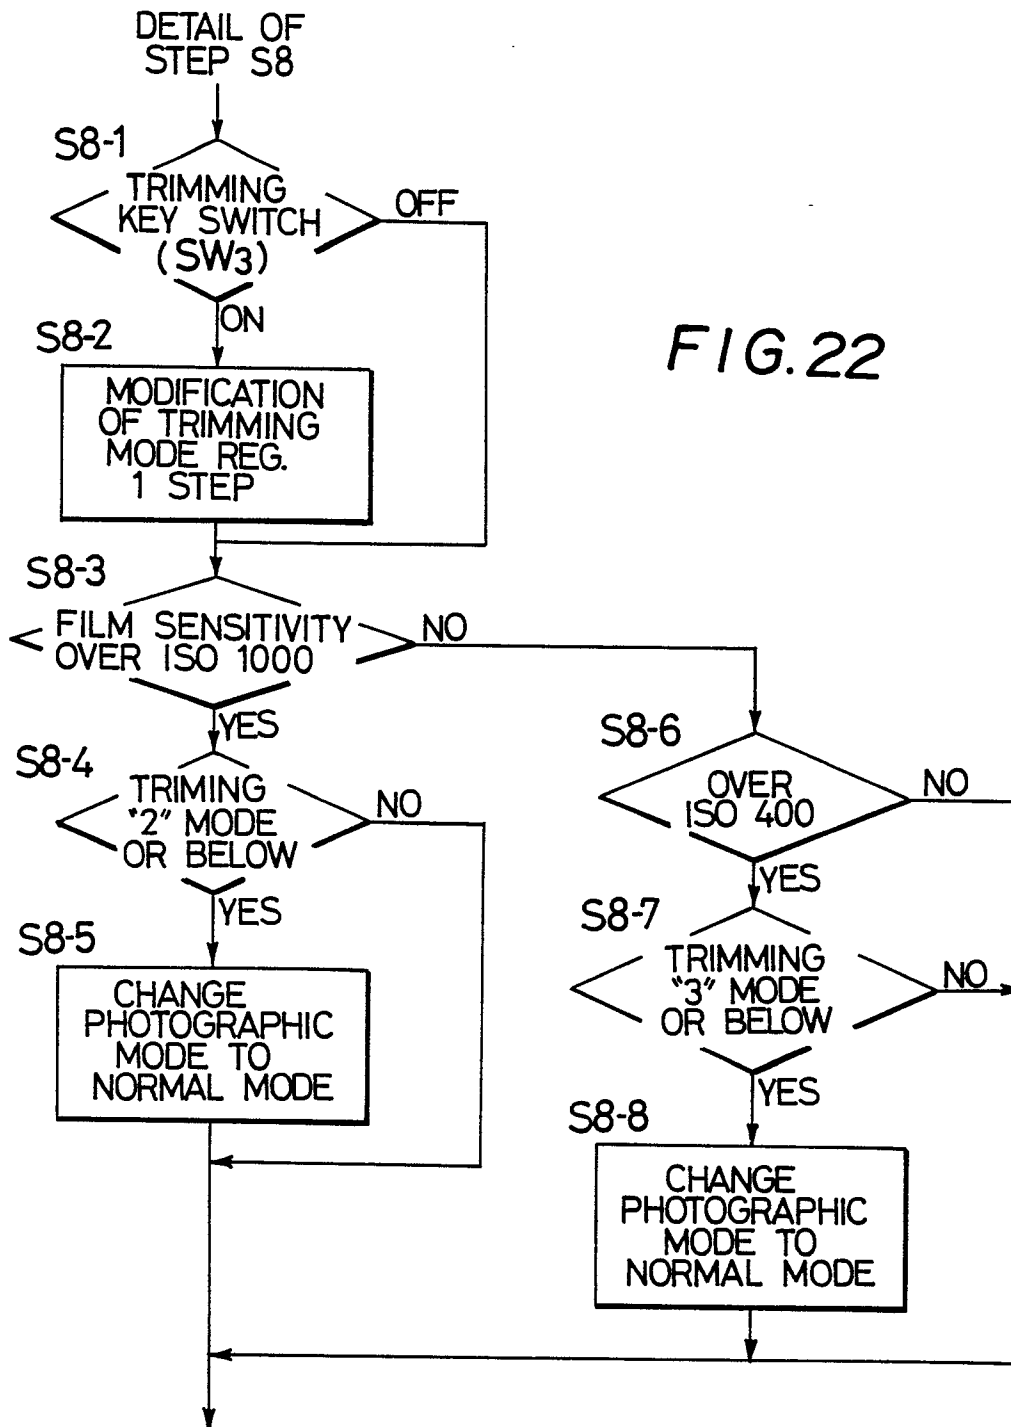 DETAIL OF
STEP S8
S8-1
TRIMMING
KEY SWITCH
(SW3)
OFF
ON
S8-2
MODIFICATION
OF TRIMMING
MODE REG.
1 STEP
FIG.22
S8-3
FILM SENSITIVITY
OVER ISO 1000
NO
YES
S8-4
TRIMING
"2" MODE
OR BELOW
NO
YES
S8-5
CHANGE
PHOTOGRAPHIC
MODE TO
NORMAL MODE
S8-6
OVER
ISO 400
NO
YES
S8-7
TRIMMING
"3" MODE
OR BELOW
NO
YES
S8-8
CHANGE
PHOTOGRAPHIC
MODE TO
NORMAL MODE